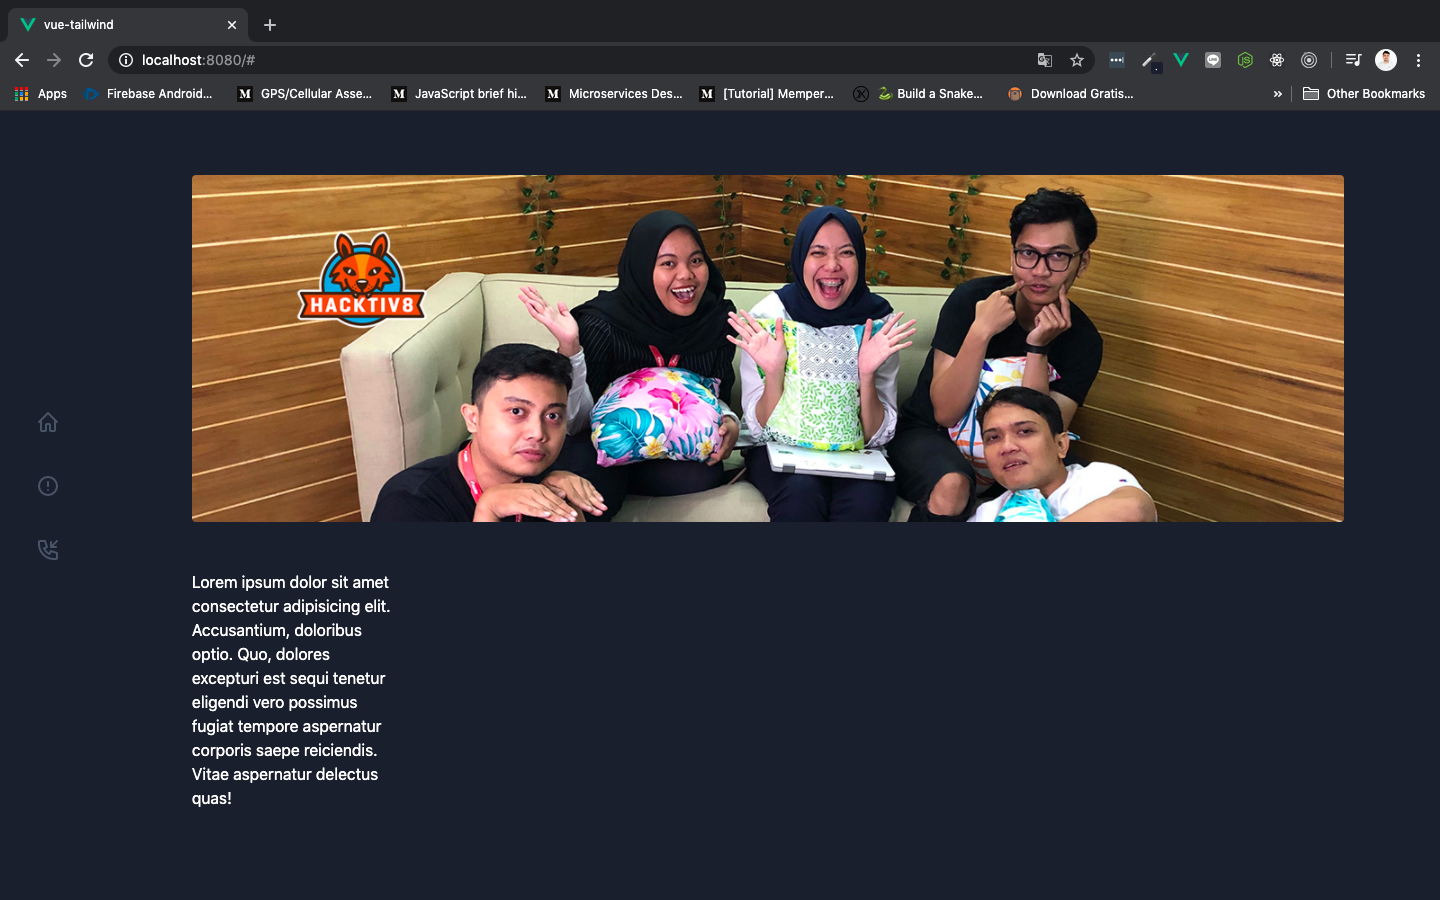 vue-tailwind
localhost:8080/#
Apps
Firebase Android...
GPS/Cellular Asse...
JavaScript brief hi...
Microservices Des...
[Tutorial] Memper...
Build a Snake...
Download Gratis...
»
Other Bookmarks
HACKTIV8
Lorem ipsum dolor sit amet
consectetur adipisicing elit.
Accusantium, doloribus
optio. Quo, dolores
excepturi est sequi tenetur
eligendi vero possimus
fugiat tempore aspernatur
corporis saepe reiciendis.
Vitae aspernatur delectus
quas!